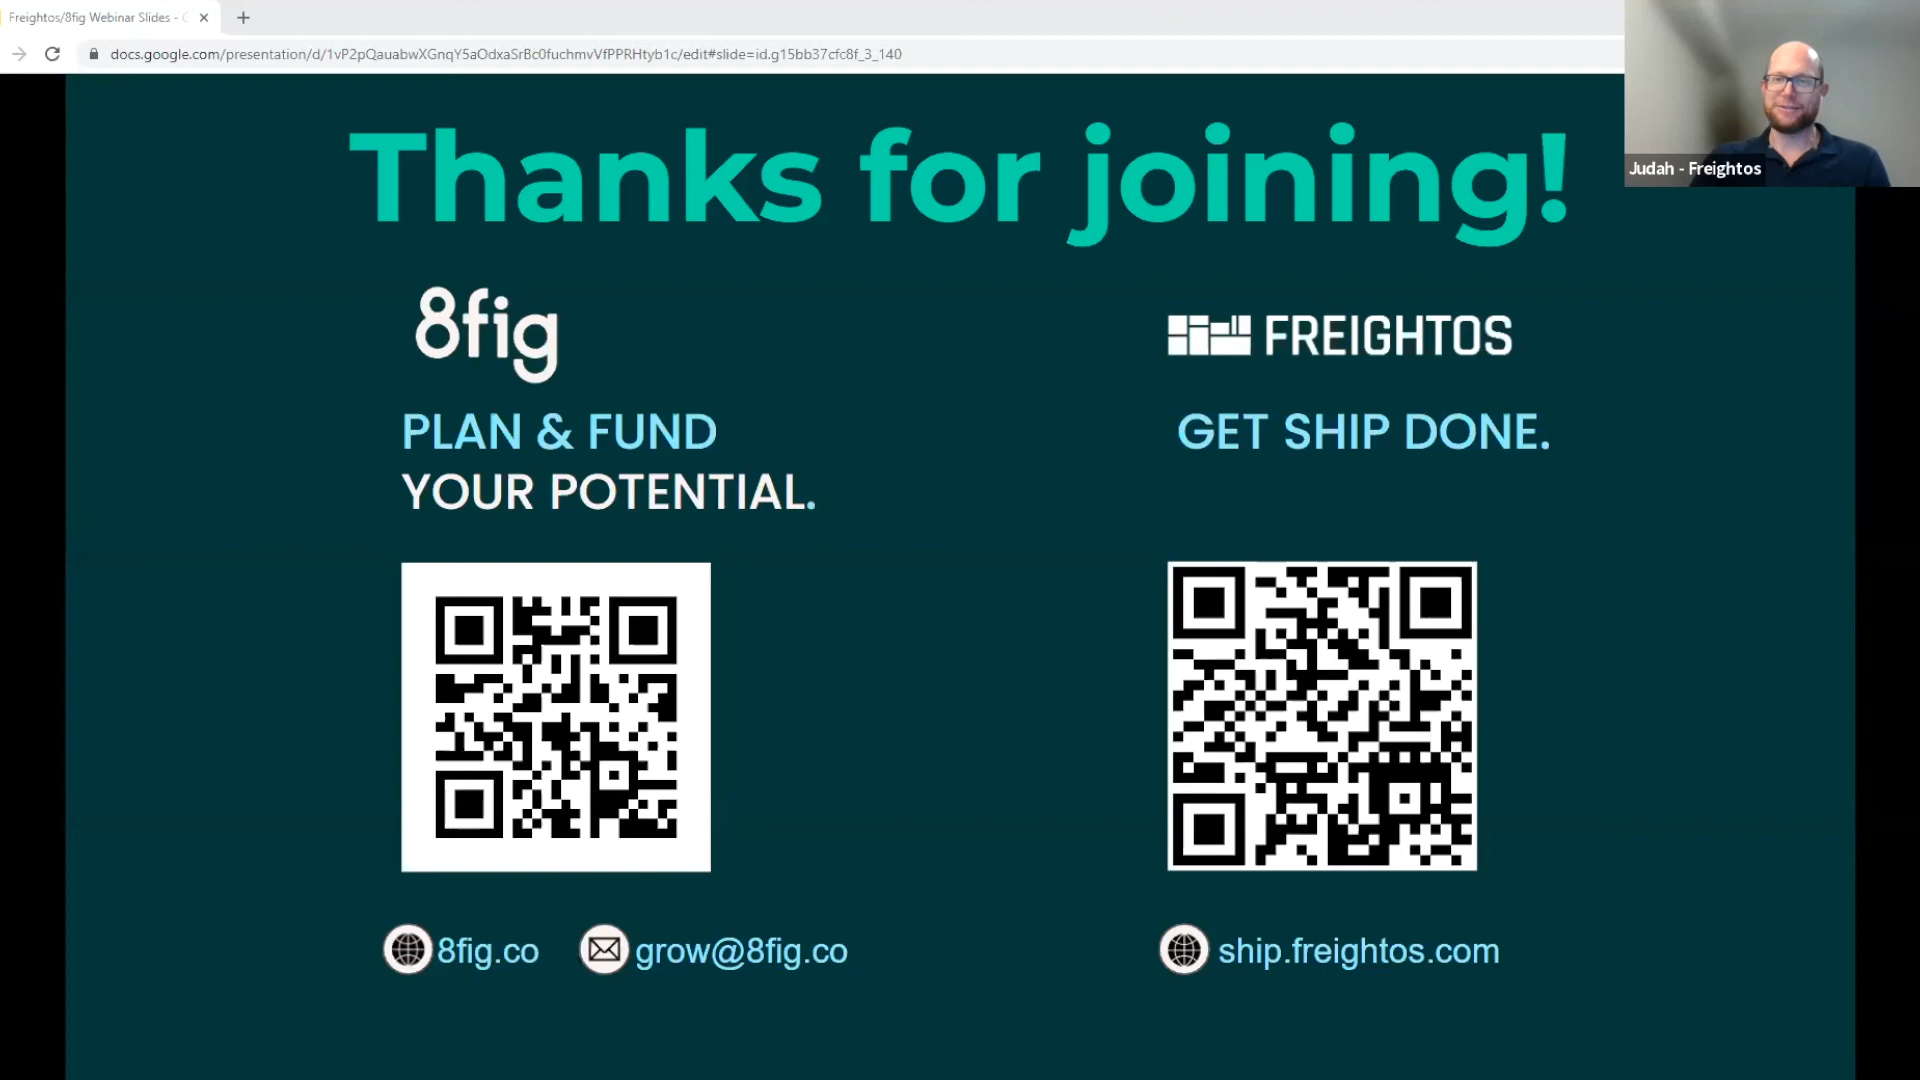 Freightos/8fig Webinar Slides -
docs.google.com/presentation/d/1vP2pQauabwXGnqY5aOdxaSrBc0fuchmvVfPPRHtyb1c/edit#slide=id.g15bb37cfc8f_3_140
Judah - Freightos
Thanks for joining!
8fig
PLAN & FUND
YOUR POTENTIAL.
8fig.co
grow@8fig.co
FREIGHTOS
GET SHIP DONE.
ship.freightos.com